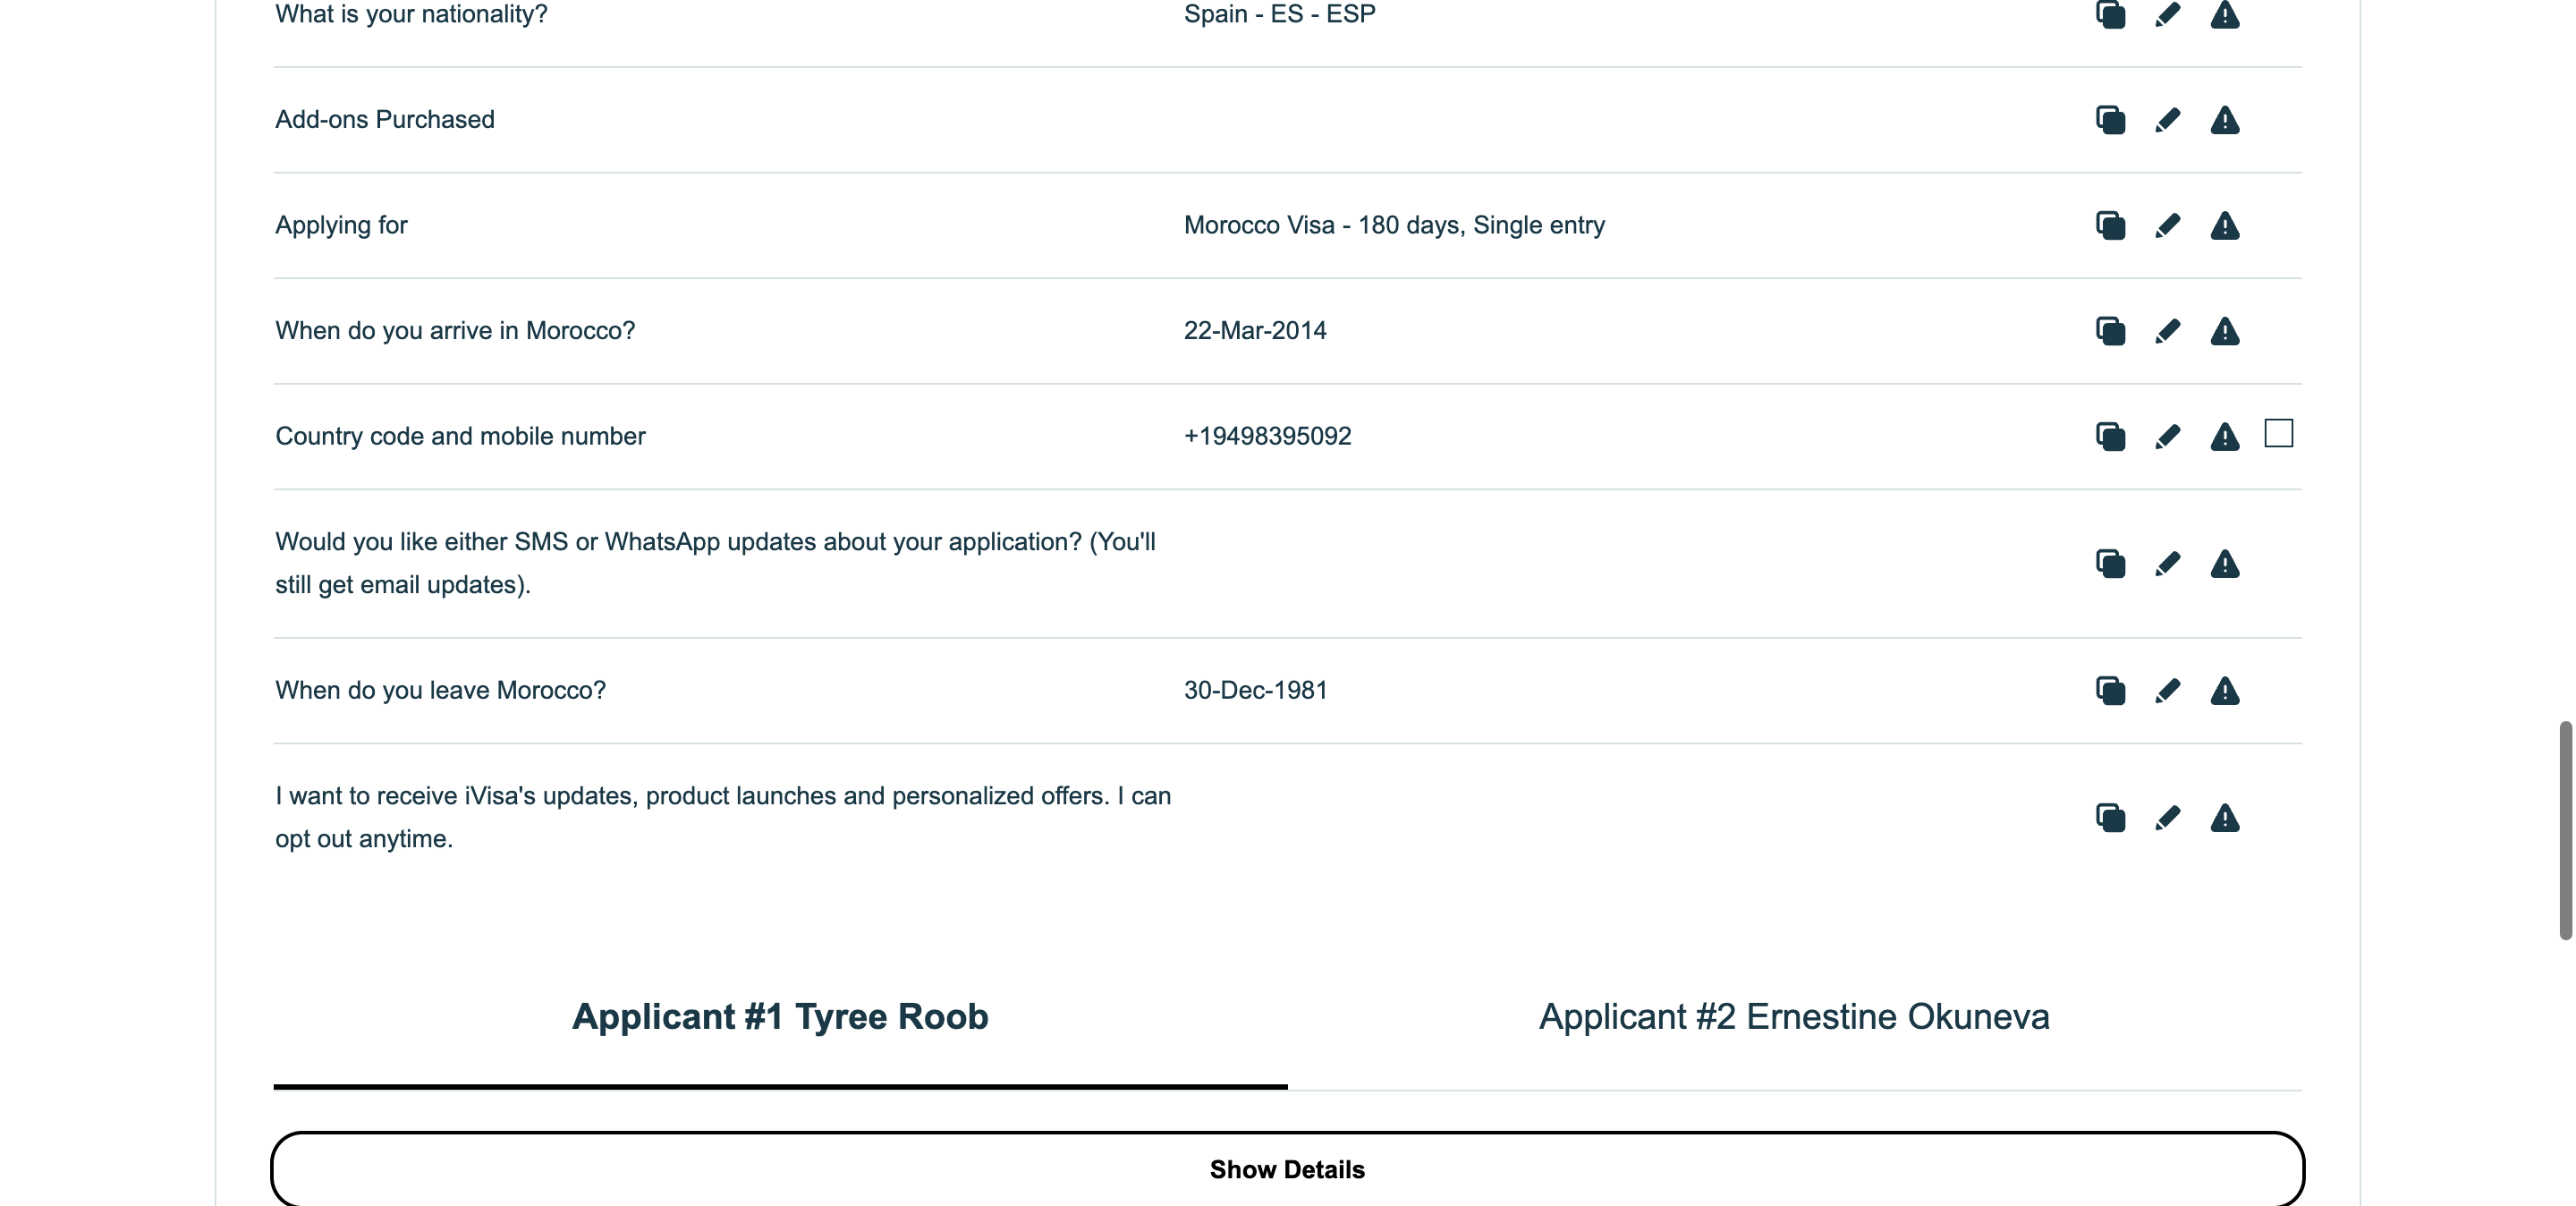 What is your nationality? Spain - ES - ESP
Add-ons Purchased
Applying for Morocco Visa - 180 days, Single entry
When do you arrive in Morocco? 22-Mar-2014
Country code and mobile number +19498395092
Would you like either SMS or WhatsApp updates about your application? (You'll
still get email updates).
When do you leave Morocco? 30-Dec-1981
I want to receive iVisa's updates, product launches and personalized offers. I can
opt out anytime.
Applicant #1 Tyree Roob Applicant #2 Ernestine Okuneva
Show Details